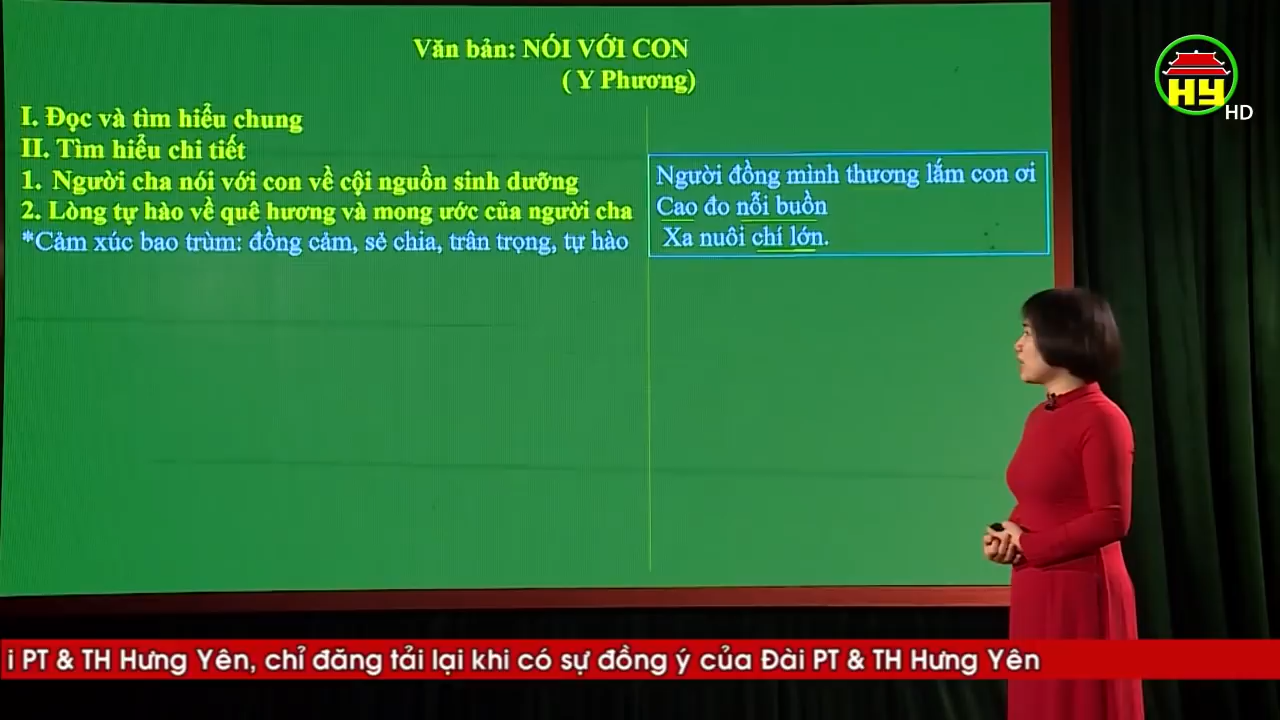 Văn bản: NÓI VỚI CON
( Y Phương)
I. Đọc và tìm hiểu chung
II. Tìm hiểu chi tiết
1. Người cha nói với con về cội nguồn sinh dưỡng
2. Lòng tự hào về quê hương và mong ước của người cha
*Cảm xúc bao trùm: đồng cảm, sẻ chia, trân trọng, tự hào
Người đồng mình thương lắm con ơi
Cao đo nỗi buồn
Xa nuôi chí lớn.
HY
HD
i PT & TH Hưng Yên, chỉ đăng tải lại khi có sự đồng ý của Đài PT & TH Hưng Yên